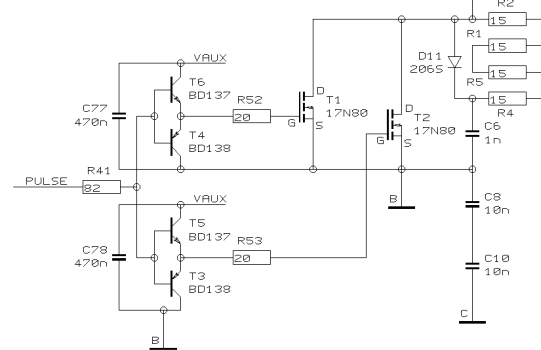 R2
15
R1
15
D11
206S
R5
15
15
R4
VAUX
T6
BD137
C77
470n
R52
20
T1
17N80
D
G
S
T2
17N80
D
G
S
C6
1n
T4
BD138
PULSE
R41
82
VAUX
B
C8
10n
T5
BD137
R53
20
C78
470n
T3
BD138
C10
10n
C
B